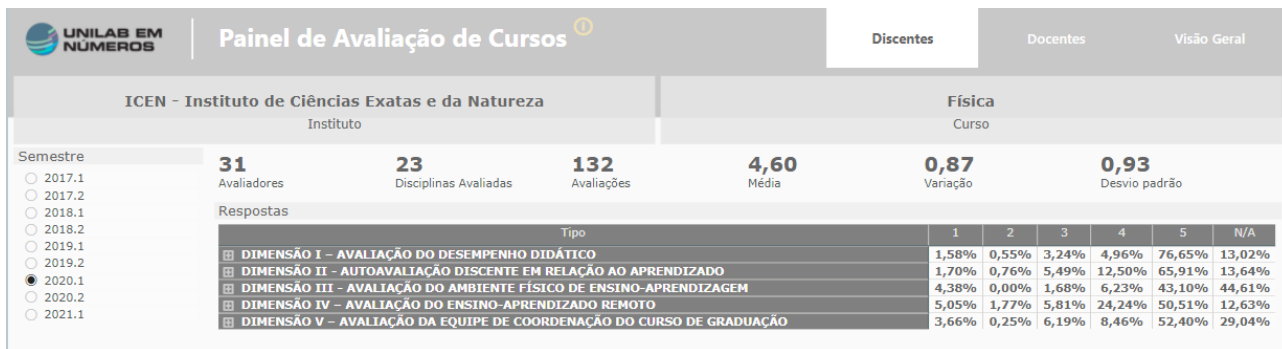 UNILAB EM
NÚMEROS
Painel de Avaliação de Cursos
Discentes
Docentes
Visão Geral
ICEN - Instituto de Ciências Exatas e da Natureza
Instituto
Física
Curso
Semestre
2017.1
2017.2
2018.1
2018.2
2019.1
2019.2
2020.1
2020.2
2021.1
31
Avaliadores
23
Disciplinas Avaliadas
132
Avaliações
4,60
Média
0,87
Variação
0,93
Desvio padrão
Respostas
Tipo 1 2 3 4 5 N/A
DIMENSÃO I – AVALIAÇÃO DO DESEMPENHO DIDÁTICO 1,58% 0,55% 3,24% 4,96% 76,65% 13,02%
DIMENSÃO II - AUTOAVALIAÇÃO DISCENTE EM RELAÇÃO AO APRENDIZADO 1,70% 0,76% 5,49% 12,50% 65,91% 13,64%
DIMENSÃO III - AVALIAÇÃO DO AMBIENTE FÍSICO DE ENSINO-APRENDIZAGEM 4,38% 0,00% 1,68% 6,23% 43,10% 44,61%
DIMENSÃO IV – AVALIAÇÃO DO ENSINO-APRENDIZADO REMOTO 5,05% 1,77% 5,81% 24,24% 50,51% 12,63%
DIMENSÃO V – AVALIAÇÃO DA EQUIPE DE COORDENAÇÃO DO CURSO DE GRADUAÇÃO 3,66% 0,25% 6,19% 8,46% 52,40% 29,04%